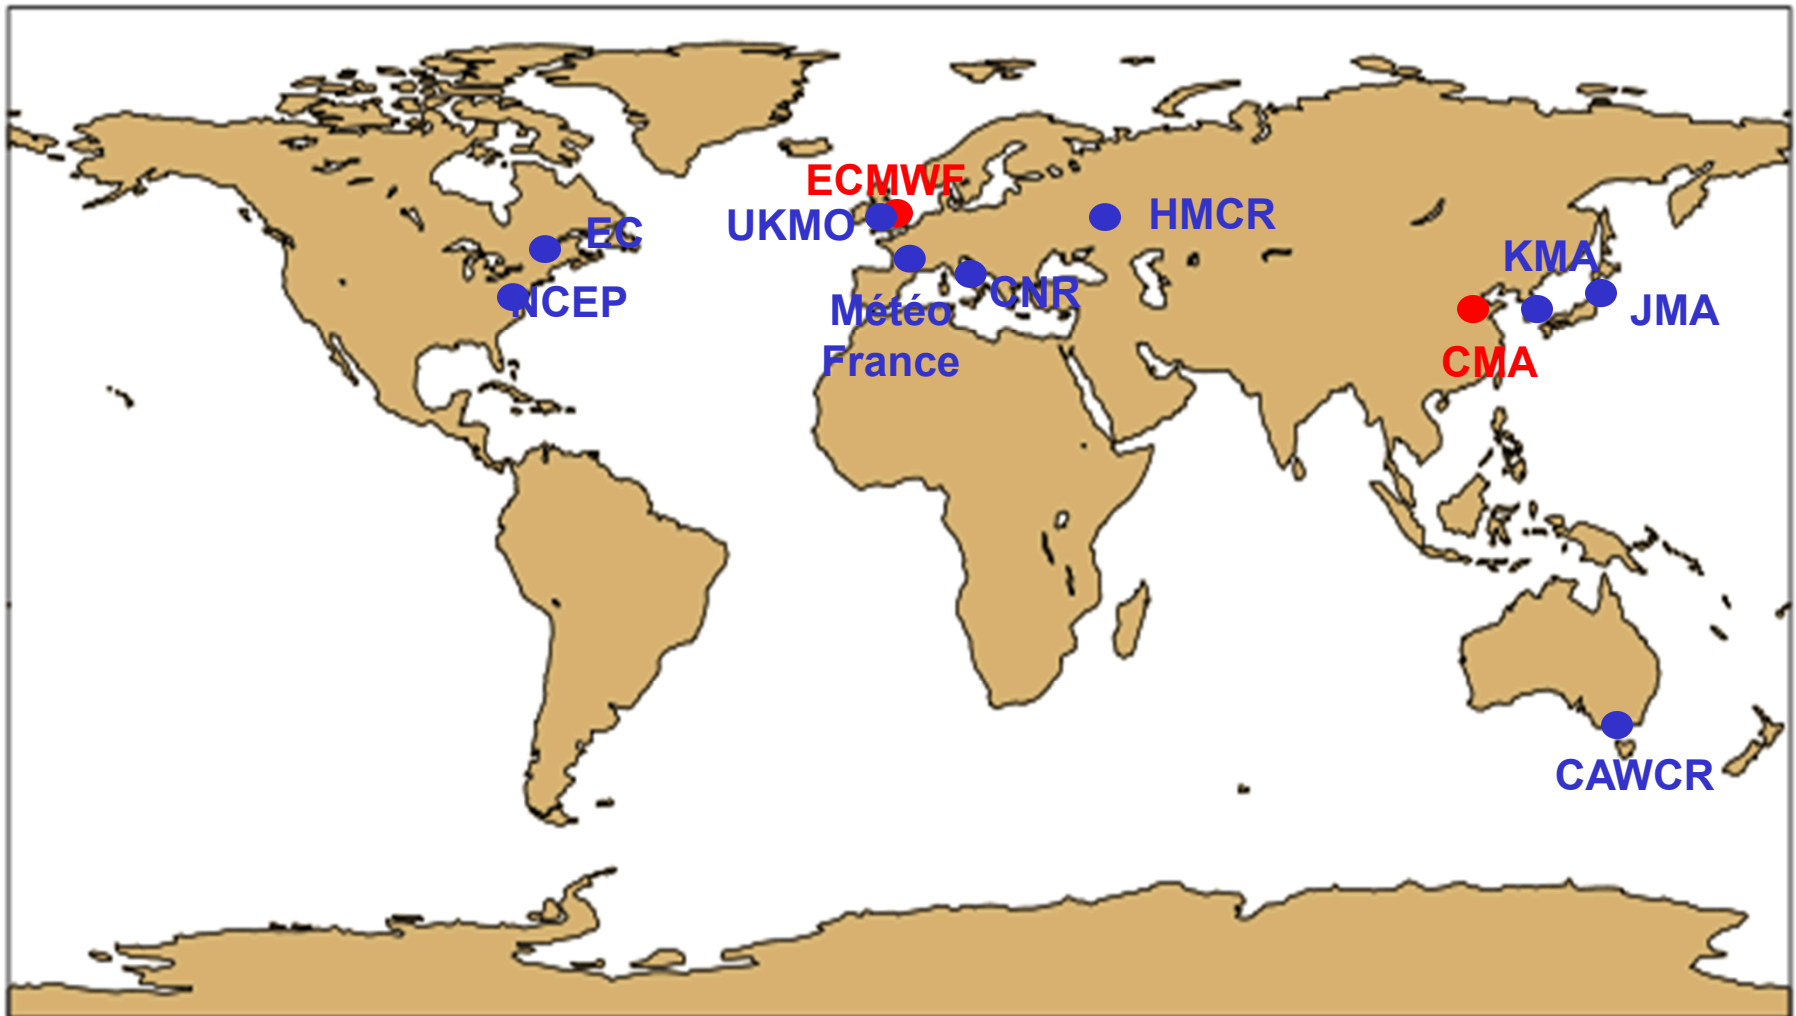 ECMWF
UKMO
HMCR
EC
KMA
NCEP
CNR
Météo
France
JMA
CMA
CAWCR